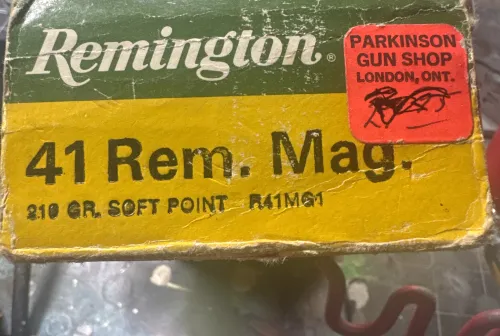 Remington®
PARKINSON
GUN SHOP
LONDON, ONT.
41 Rem. Mag.
210 GR. SOFT POINT R41MG1